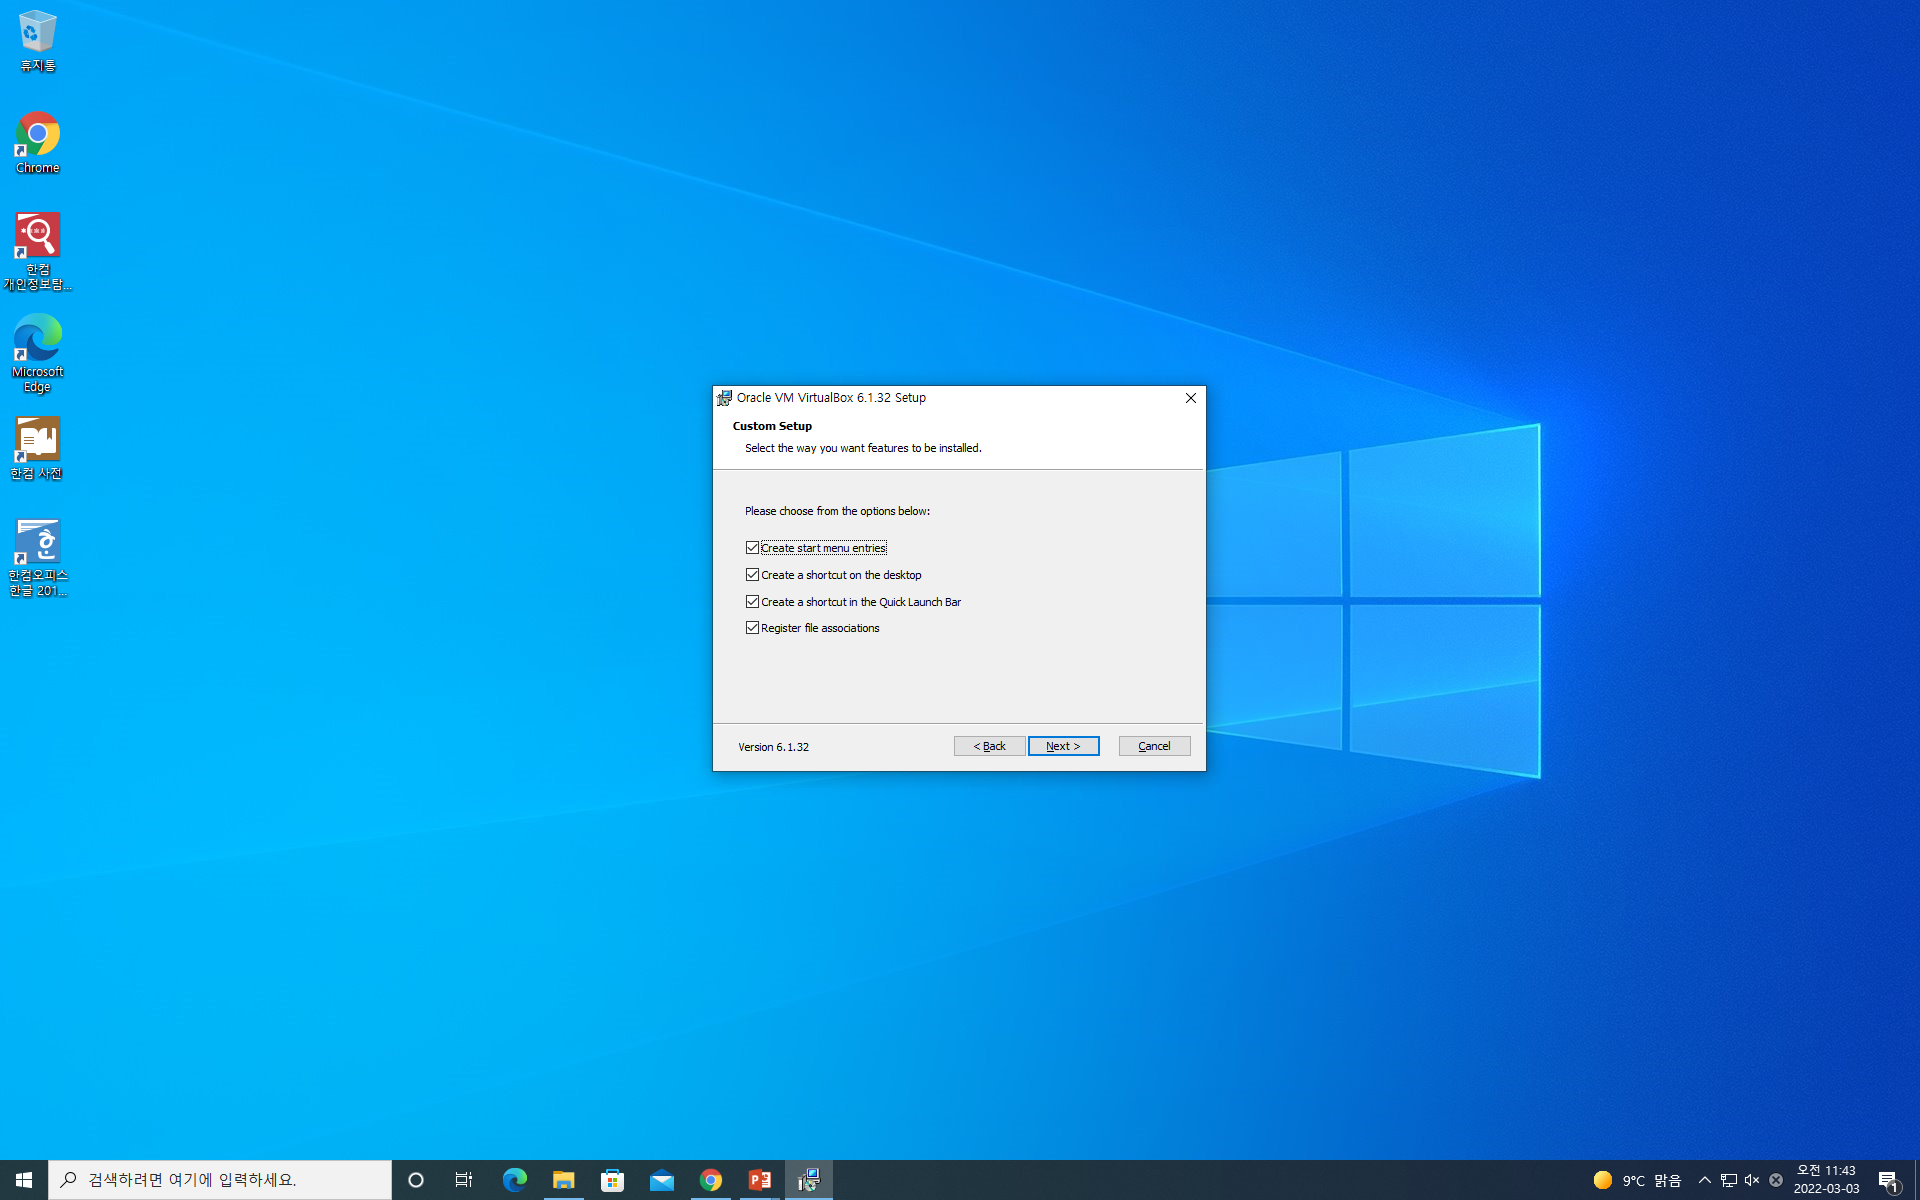 휴지통
Chrome
한컴
개인정보탐...
Microsoft
Edge
한컴 사전
한컴오피스
한글 201...
Oracle VM VirtualBox 6.1.32 Setup
Custom Setup
Select the way you want features to be installed.
Please choose from the options below:
Create start menu entries
Create a shortcut on the desktop
Create a shortcut in the Quick Launch Bar
Register file associations
Version 6.1.32
< Back
Next >
Cancel
검색하려면 여기에 입력하세요.
9°C 맑음
오전 11:43
2022-03-03
1